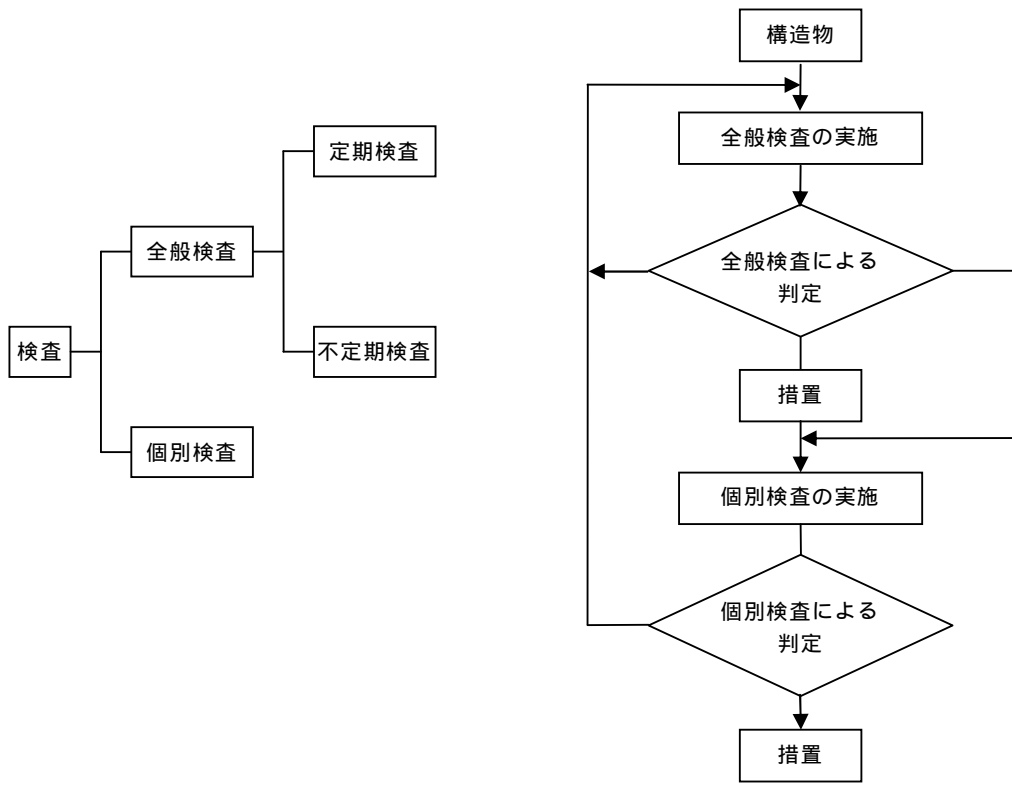 検査
全般検査
個別検査
定期検査
不定期検査
構造物
全般検査の実施
全般検査による
判定
措置
個別検査の実施
個別検査による
判定
措置